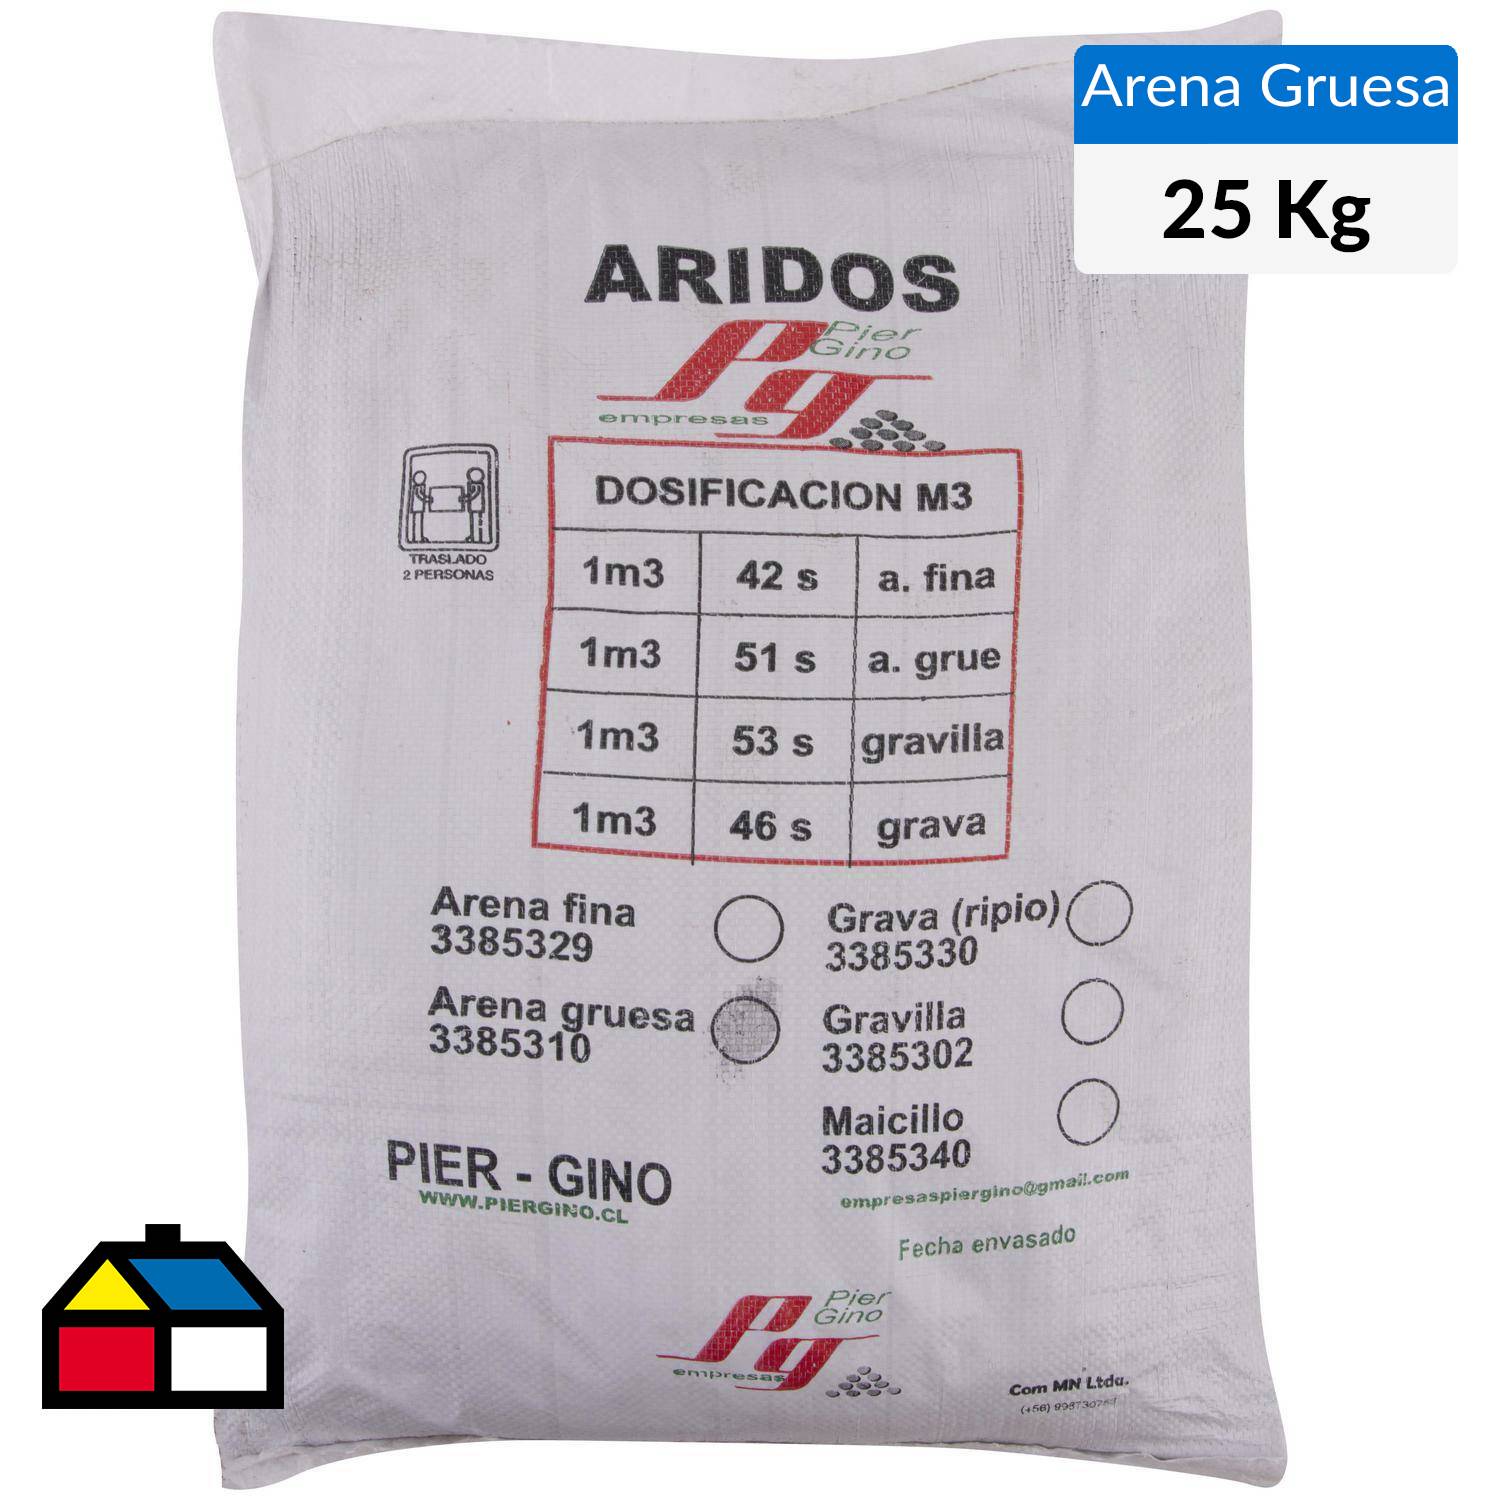 Arena Gruesa
25 Kg
ARIDOS
Pier
Gino
empresas
DOSIFICACION M3
1m3 42 s a. fina
1m3 51 s a. grue
1m3 53 s gravilla
1m3 46 s grava
TRASLADO
2 PERSONAS
Arena fina
3385329
Arena gruesa
3385310
Grava (ripio)
3385330
Gravilla
3385302
Maicillo
3385340
PIER - GINO
WWW.PIERGINO.CL
empresaspiergino@gmail.com
Fecha envasado
Pier
Gino
empresas
Com MN Ltda.
(+56)